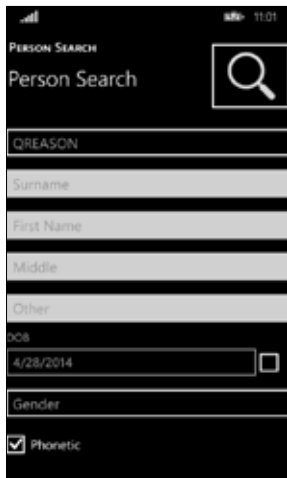 11:01
PERSON SEARCH
Person Search
QREASON
Surname
First Name
Middle
Other
DOB
4/28/2014
Gender
Phonetic